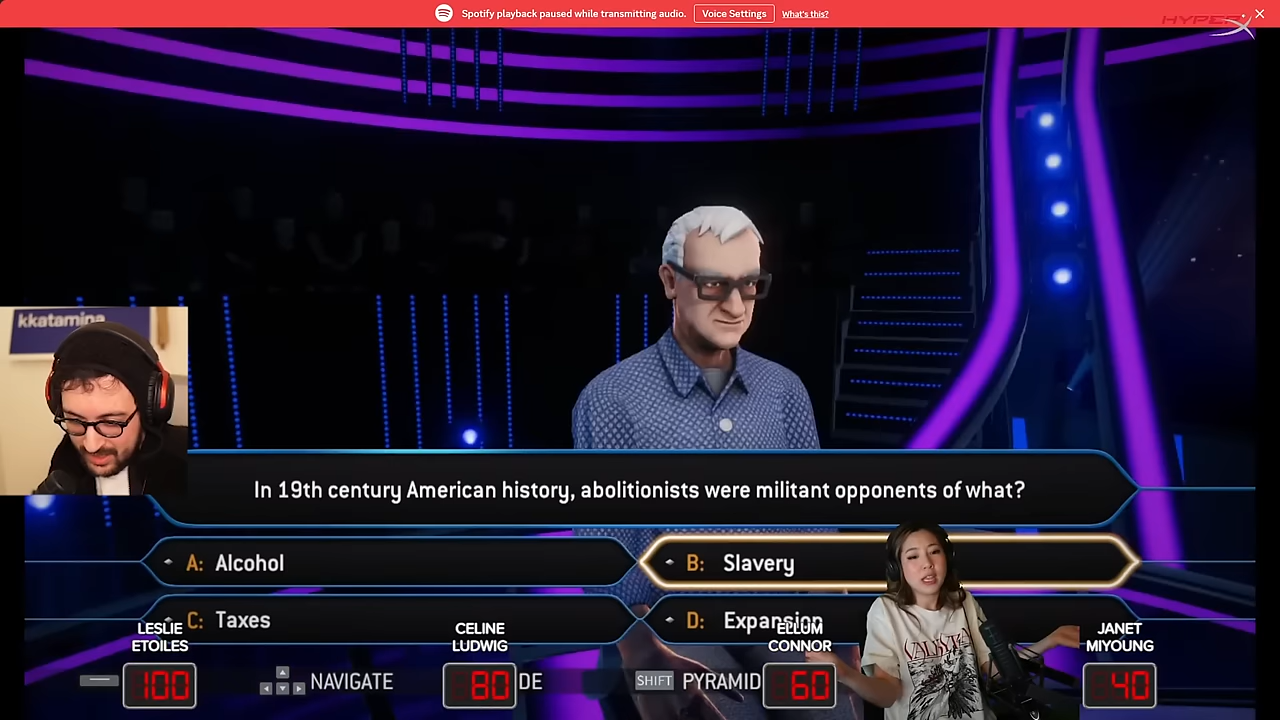 Spotify playback paused while transmitting audio. Voice Settings What's this?
HYPERX
kkatamina
In 19th century American history, abolitionists were militant opponents of what?
A: Alcohol
B: Slavery
C: Taxes
D: Expansion
LESLIE
ETOILES
CELINE
LUDWIG
ELLUM
CONNOR
JANET
MIYOUNG
100
NAVIGATE
80
DE
SHIFT PYRAMID
60
40
VALKYRIE